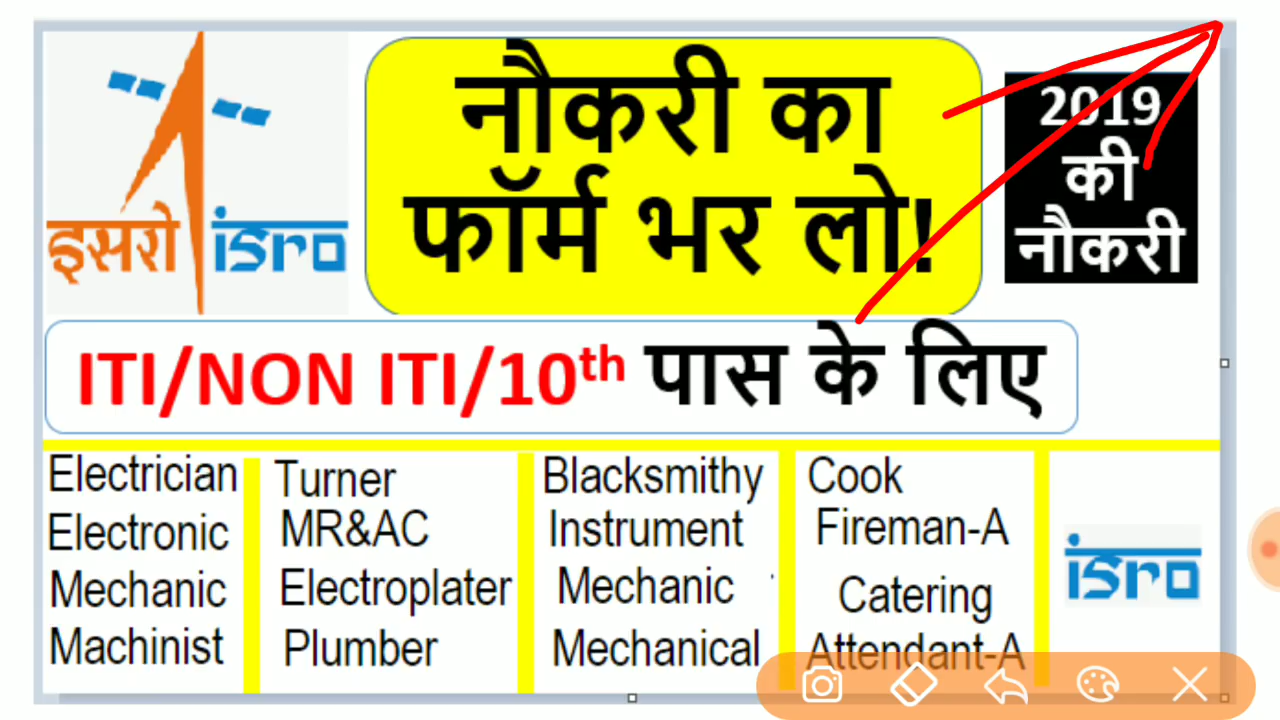 इसरो isro
नौकरी का
फॉर्म भर लो!
2019
की
नौकरी
ITI/NON ITI/10th पास के लिए
Electrician
Electronic
Mechanic
Machinist
Turner
MR&AC
Electroplater
Plumber
Blacksmithy
Instrument
Mechanic
Mechanical
Cook
Fireman-A
Catering
Attendant-A
isro